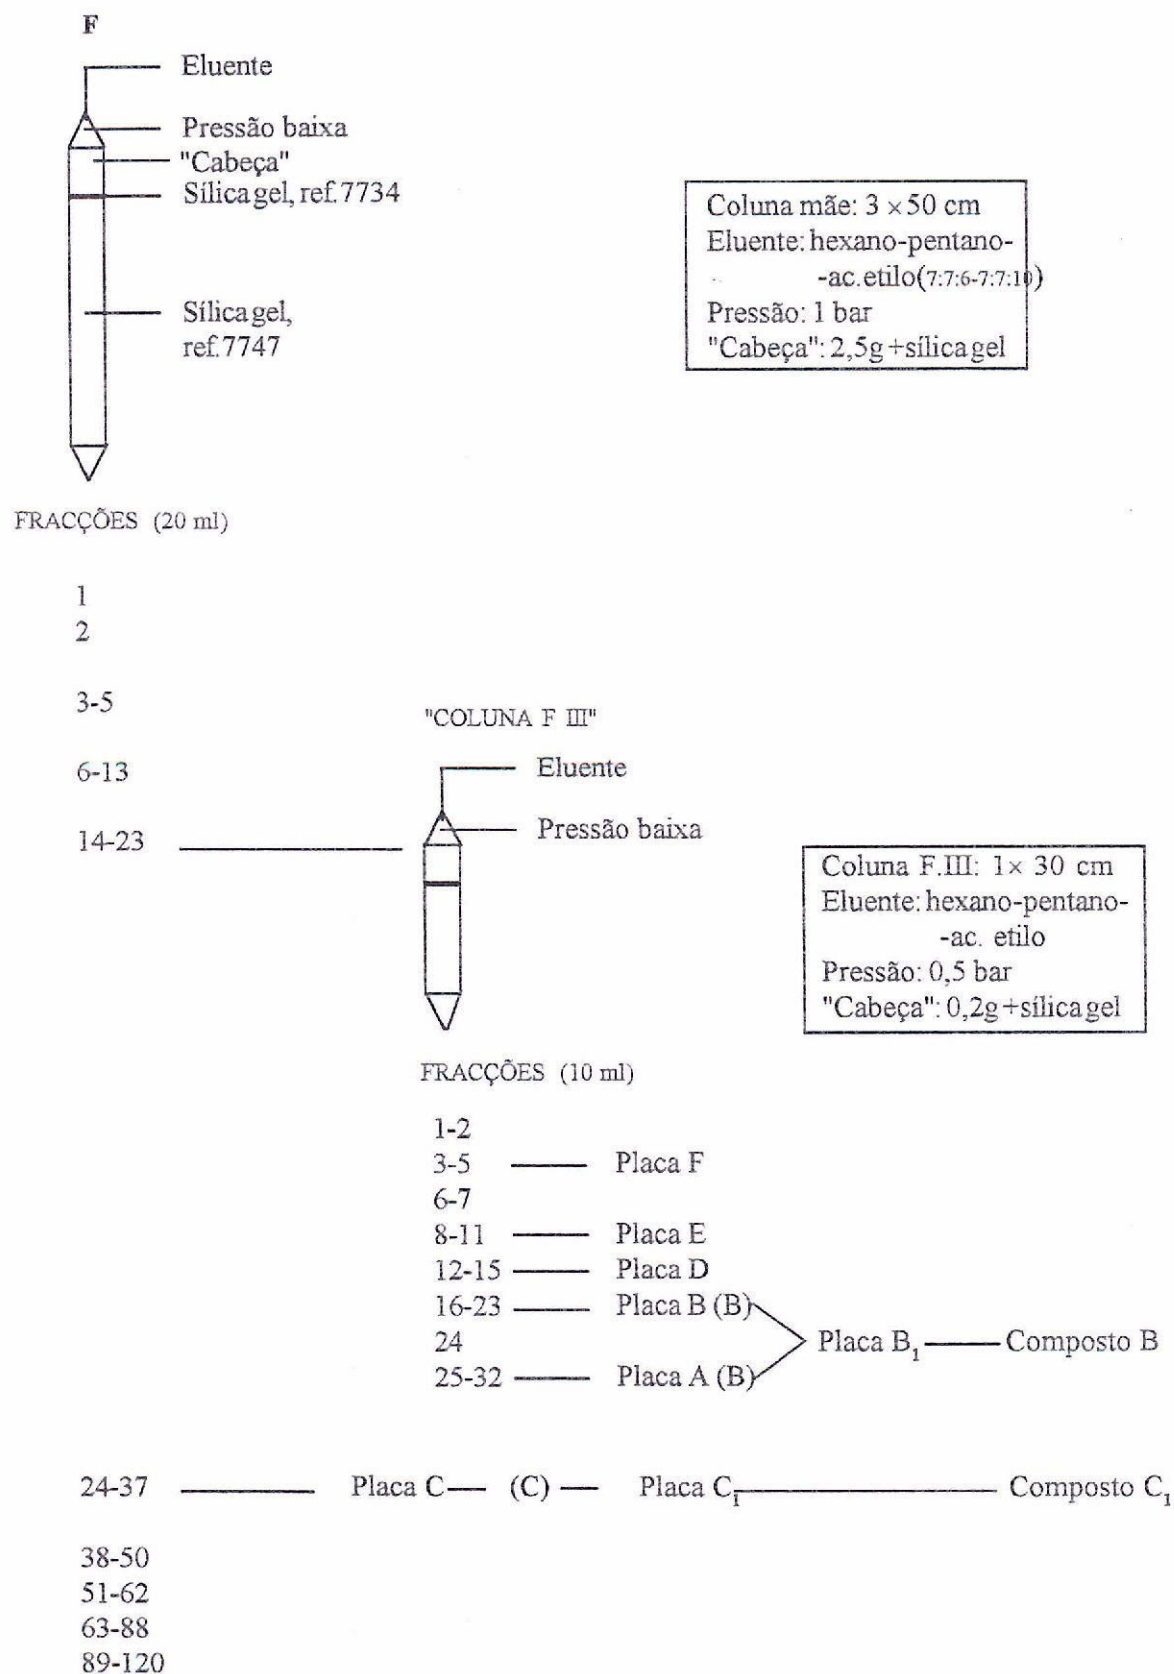 F
Eluente
Pressão baixa
"Cabeça"
Sílica gel, ref.7734
Sílica gel,
ref.7747
Coluna mãe: 3 × 50 cm
Eluente: hexano-pentano-
-ac.etilo(7:7:6-7:7:10)
Pressão: 1 bar
"Cabeça": 2,5g+sílica gel
FRACÇÕES (20 ml)
1
2
3-5
6-13
14-23
"COLUNA F III"
Eluente
Pressão baixa
Coluna F.III: 1× 30 cm
Eluente: hexano-pentano-
-ac. etilo
Pressão: 0,5 bar
"Cabeça": 0,2g+sílica gel
FRACÇÕES (10 ml)
1-2
3-5 Placa F
6-7
8-11 Placa E
12-15 Placa D
16-23 Placa B (B)
24 Placa B₁ Composto B
25-32 Placa A (B)
24-37 Placa C (C) Placa C₁ Composto C₁
38-50
51-62
63-88
89-120